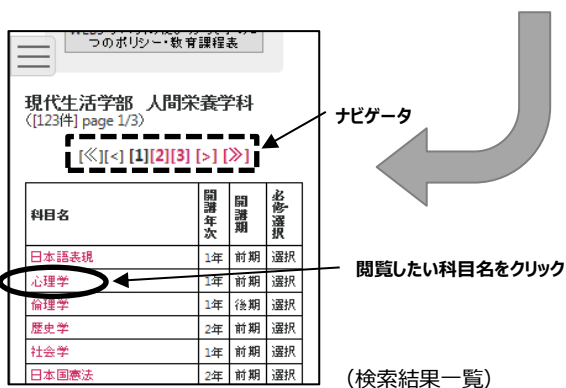 つのポリシー・教育課程表
現代生活学部 人間栄養学科
([123件] page 1/3)
[≪][<] [1][2][3] [>] [≫]
ナビゲータ
科目名 開講年次 開講期 必修・選択
日本語表現 1年 前期 選択
心理学 1年 前期 選択
倫理学 1年 後期 選択
歴史学 2年 前期 選択
社会学 1年 前期 選択
日本国憲法 2年 前期 選択
閲覧したい科目名をクリック
(検索結果一覧)